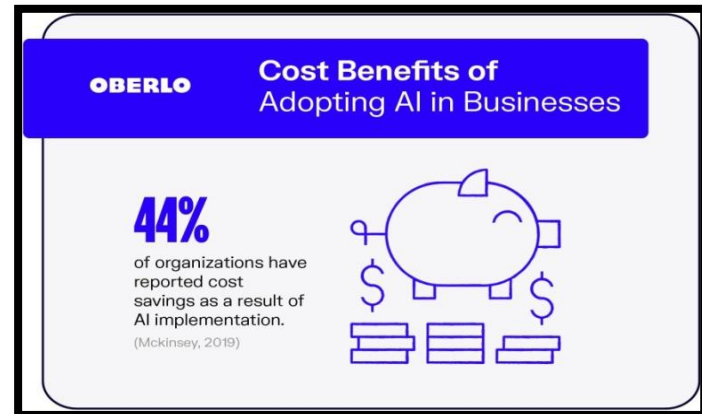 OBERLO
Cost Benefits of
Adopting AI in Businesses
44%
of organizations have
reported cost
savings as a result of
AI implementation.
(Mckinsey, 2019)
$
$